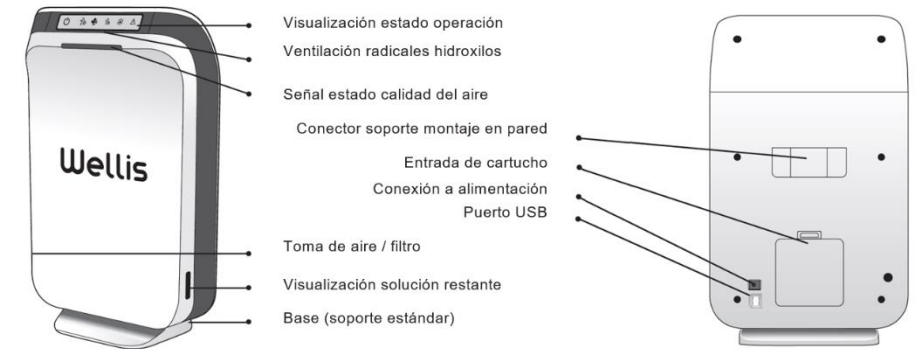 Visualización estado operación
Ventilación radicales hidroxilos
Señal estado calidad del aire
Conector soporte montaje en pared
Entrada de cartucho
Conexión a alimentación
Puerto USB
Wellis
Toma de aire / filtro
Visualización solución restante
Base (soporte estándar)